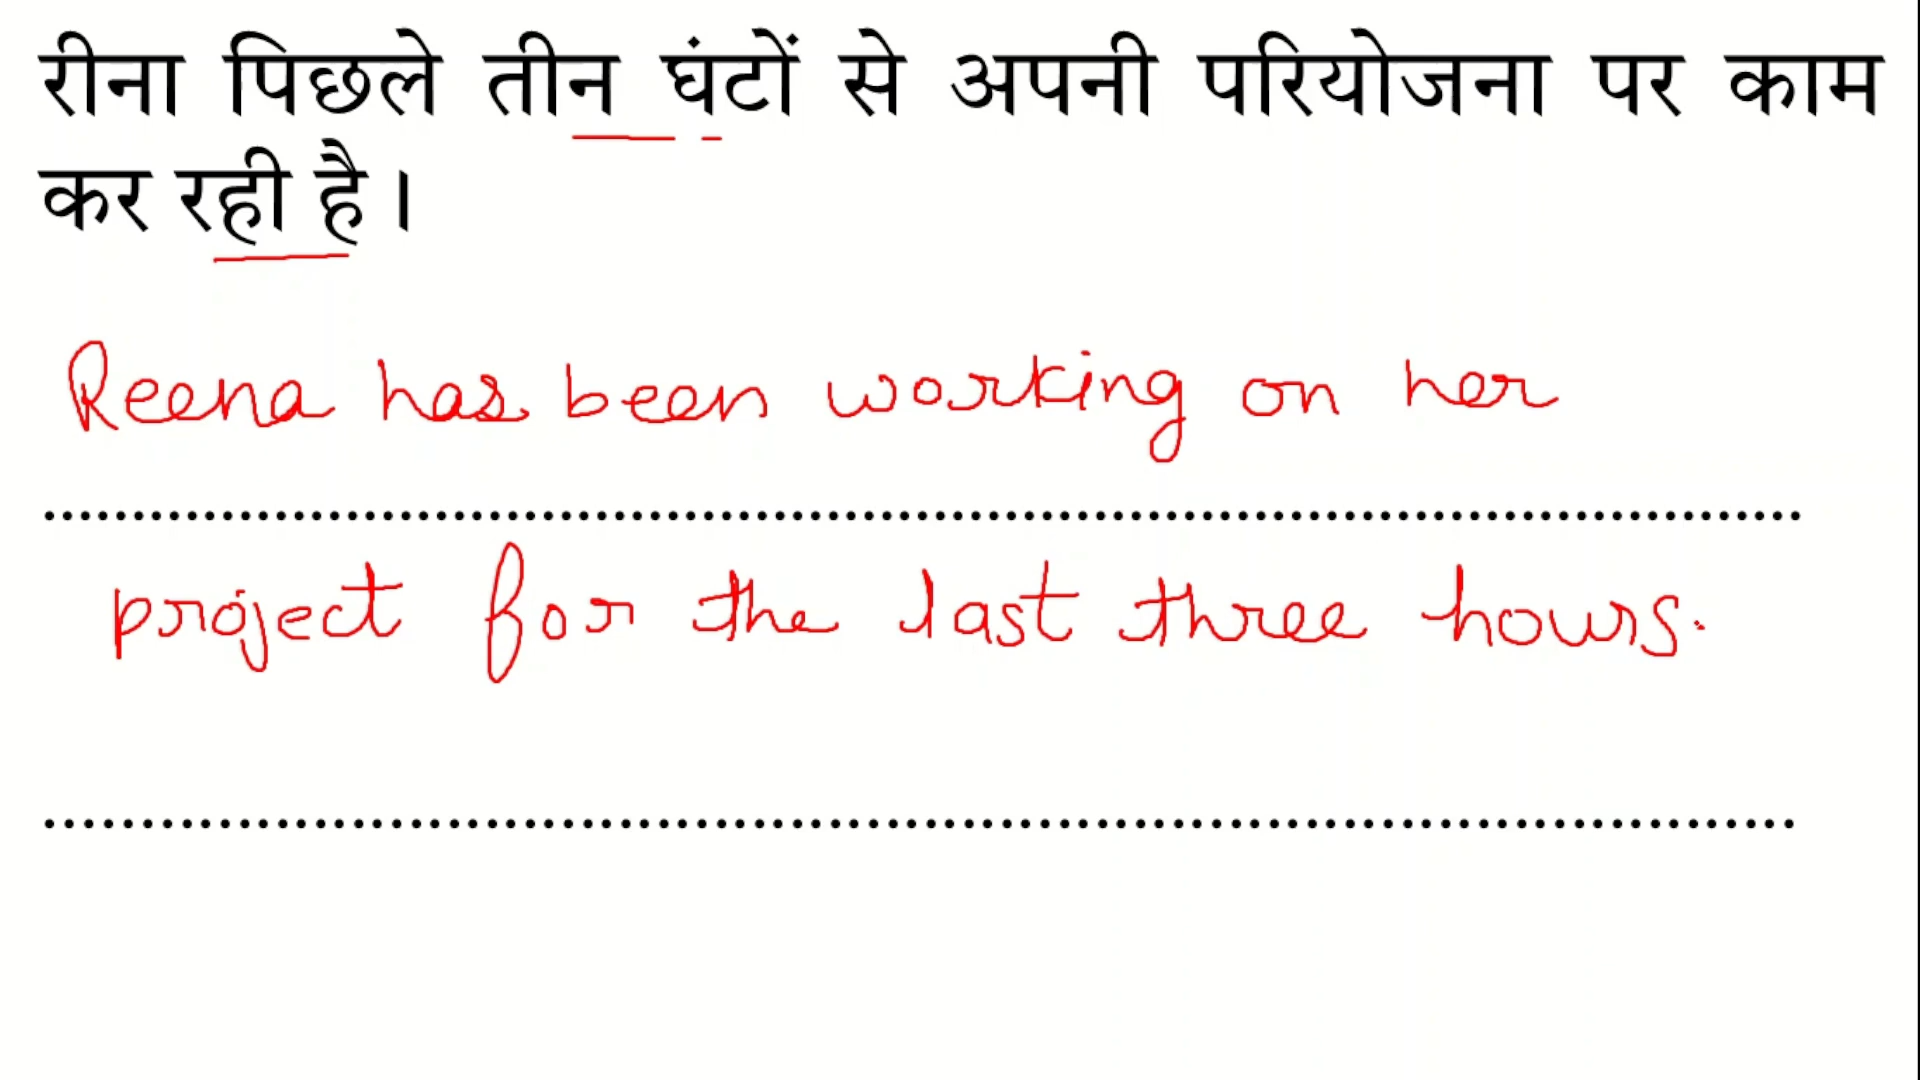 रीना पिछले तीन घंटों से अपनी परियोजना पर काम
कर रही है।
Reena has been working on her
project for the last three hours.